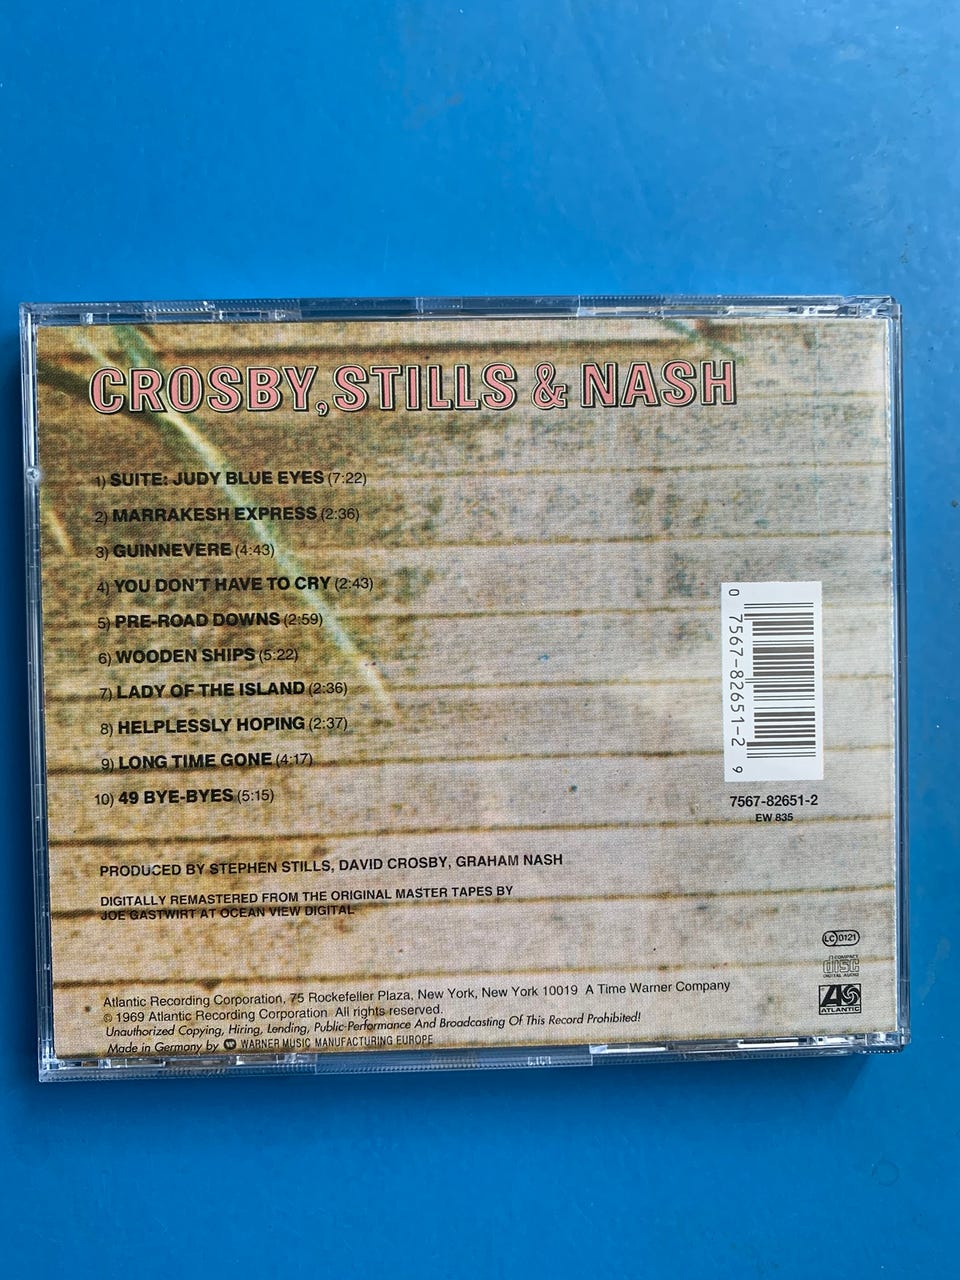 CROSBY, STILLS & NASH
1) SUITE: JUDY BLUE EYES (7:22)
2) MARRAKESH EXPRESS (2:36)
3) GUINNEVERE (4:43)
4) YOU DON'T HAVE TO CRY (2:43)
5) PRE-ROAD DOWNS (2:59)
6) WOODEN SHIPS (5:22)
7) LADY OF THE ISLAND (2:36)
8) HELPLESSLY HOPING (2:37)
9) LONG TIME GONE (4:17)
10) 49 BYE-BYES (5:15)
0 7567-82651-2 9
7567-82651-2
EW 835
PRODUCED BY STEPHEN STILLS, DAVID CROSBY, GRAHAM NASH
DIGITALLY REMASTERED FROM THE ORIGINAL MASTER TAPES BY
JOE GASTWIRT AT OCEAN VIEW DIGITAL
LC 0121
COMPACT
DISC
DIGITAL AUDIO
ATLANTIC
Atlantic Recording Corporation, 75 Rockefeller Plaza, New York, New York 10019 A Time Warner Company
© 1969 Atlantic Recording Corporation All rights reserved.
Unauthorized Copying, Hiring, Lending, Public-Performance And Broadcasting Of This Record Prohibited!
Made in Germany by WARNER MUSIC MANUFACTURING EUROPE